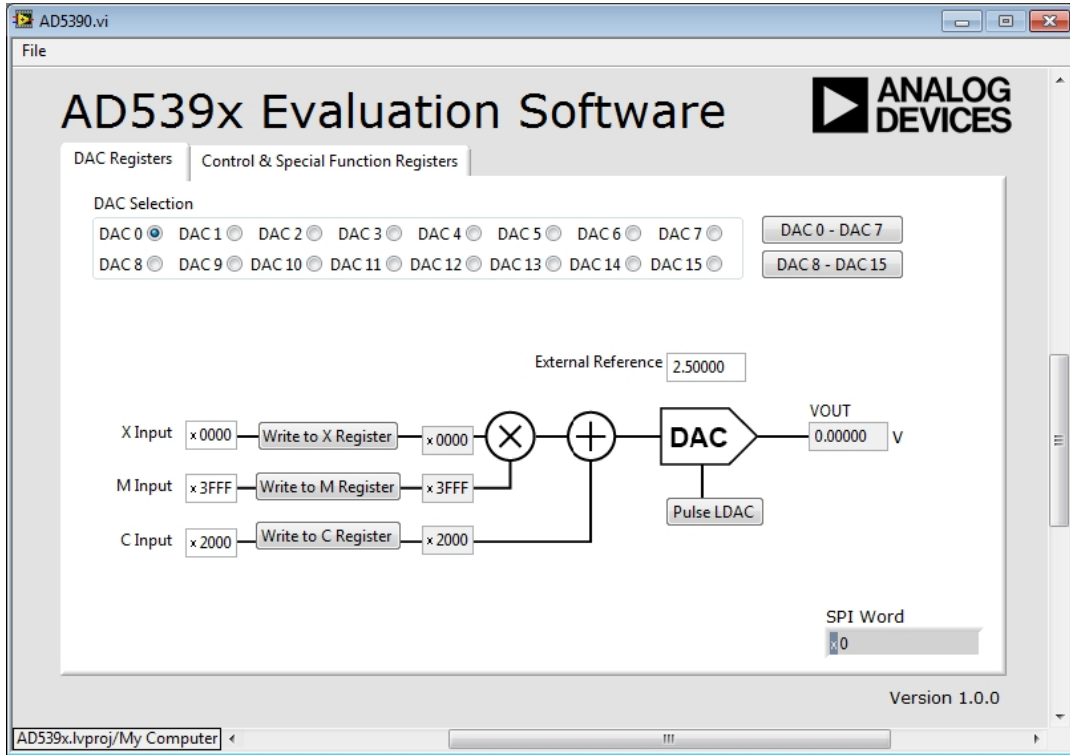 AD5390.vi
File
AD539x Evaluation Software
ANALOG
DEVICES
DAC Registers
Control & Special Function Registers
DAC Selection
DAC 0 DAC 1 DAC 2 DAC 3 DAC 4 DAC 5 DAC 6 DAC 7
DAC 8 DAC 9 DAC 10 DAC 11 DAC 12 DAC 13 DAC 14 DAC 15
DAC 0 - DAC 7
DAC 8 - DAC 15
External Reference 2.50000
X Input x 0000 Write to X Register x 0000
M Input x 3FFF Write to M Register x 3FFF
C Input x 2000 Write to C Register x 2000
DAC
VOUT
0.00000 V
Pulse LDAC
SPI Word
x 0
Version 1.0.0
AD539x.lvproj/My Computer